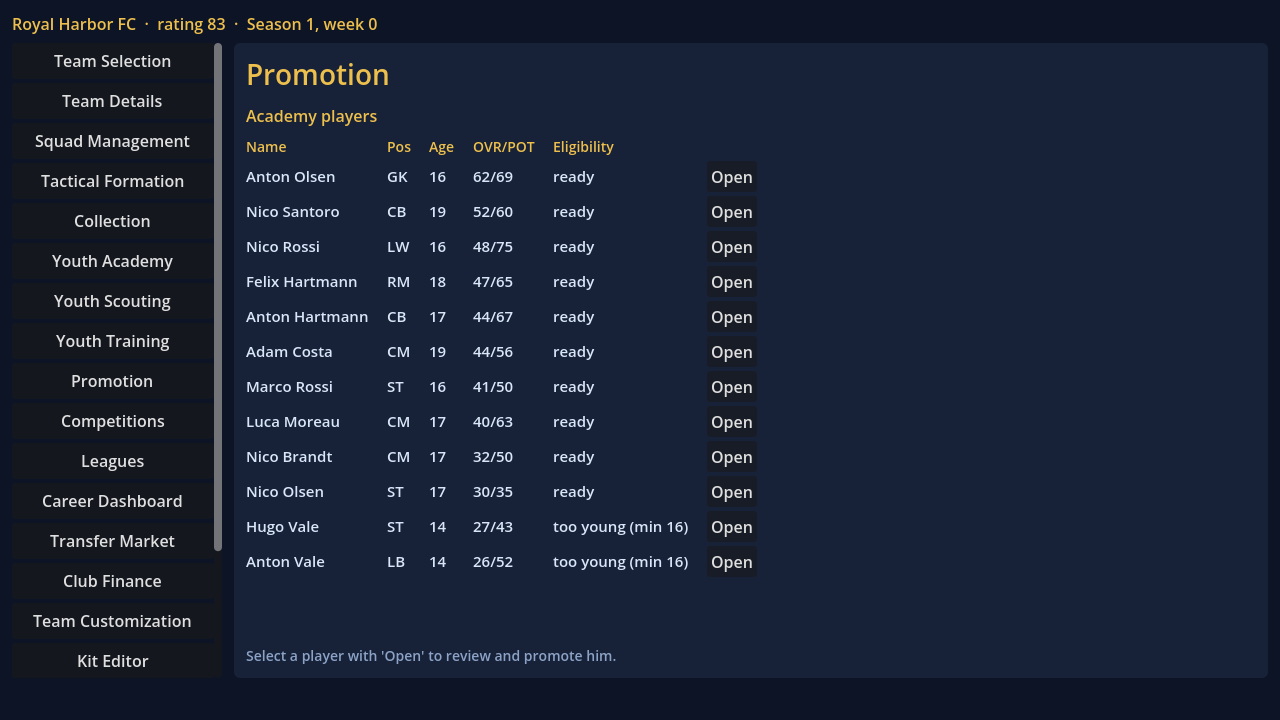 Royal Harbor FC · rating 83 · Season 1, week 0
Team Selection
Team Details
Squad Management
Tactical Formation
Collection
Youth Academy
Youth Scouting
Youth Training
Promotion
Competitions
Leagues
Career Dashboard
Transfer Market
Club Finance
Team Customization
Kit Editor
Promotion
Academy players
Name Pos Age OVR/POT Eligibility
Anton Olsen GK 16 62/69 ready Open
Nico Santoro CB 19 52/60 ready Open
Nico Rossi LW 16 48/75 ready Open
Felix Hartmann RM 18 47/65 ready Open
Anton Hartmann CB 17 44/67 ready Open
Adam Costa CM 19 44/56 ready Open
Marco Rossi ST 16 41/50 ready Open
Luca Moreau CM 17 40/63 ready Open
Nico Brandt CM 17 32/50 ready Open
Nico Olsen ST 17 30/35 ready Open
Hugo Vale ST 14 27/43 too young (min 16) Open
Anton Vale LB 14 26/52 too young (min 16) Open
Select a player with 'Open' to review and promote him.